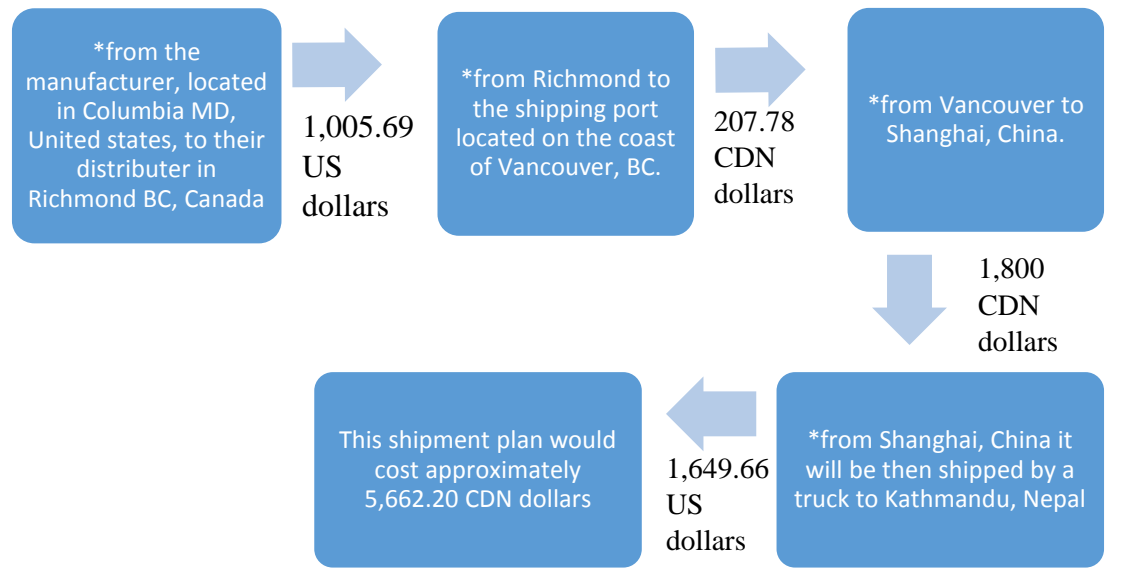 *from the
manufacturer, located
in Columbia MD,
United states, to their
distributer in
Richmond BC, Canada
1,005.69
US
dollars
*from Richmond to
the shipping port
located on the coast
of Vancouver, BC.
207.78
CDN
dollars
*from Vancouver to
Shanghai, China.
1,800
CDN
dollars
*from Shanghai, China it
will be then shipped by a
truck to Kathmandu, Nepal
1,649.66
US
dollars
This shipment plan would
cost approximately
5,662.20 CDN dollars